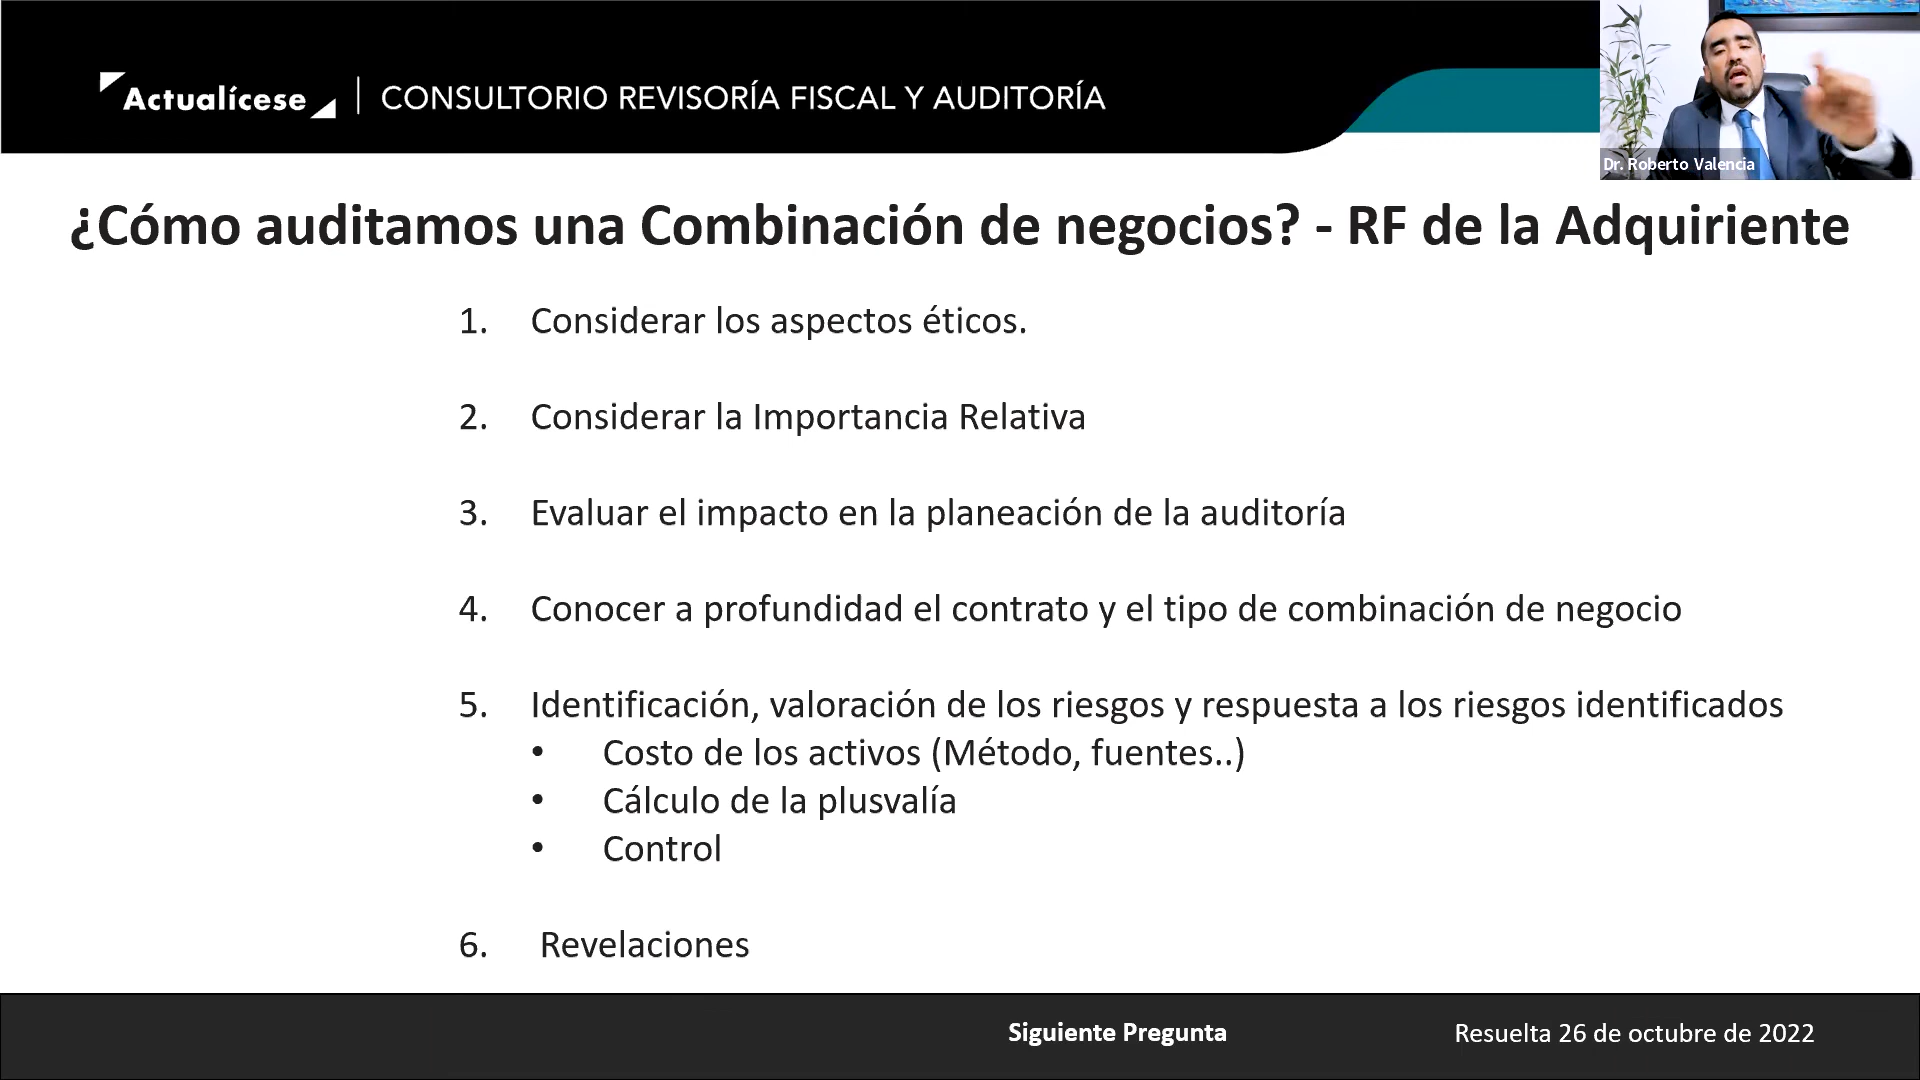 Actualícese | CONSULTORIO REVISORÍA FISCAL Y AUDITORÍA
Dr. Roberto Valencia
¿Cómo auditamos una Combinación de negocios? - RF de la Adquiriente
1. Considerar los aspectos éticos.
2. Considerar la Importancia Relativa
3. Evaluar el impacto en la planeación de la auditoría
4. Conocer a profundidad el contrato y el tipo de combinación de negocio
5. Identificación, valoración de los riesgos y respuesta a los riesgos identificados
• Costo de los activos (Método, fuentes..)
• Cálculo de la plusvalía
• Control
6. Revelaciones
Siguiente Pregunta
Resuelta 26 de octubre de 2022